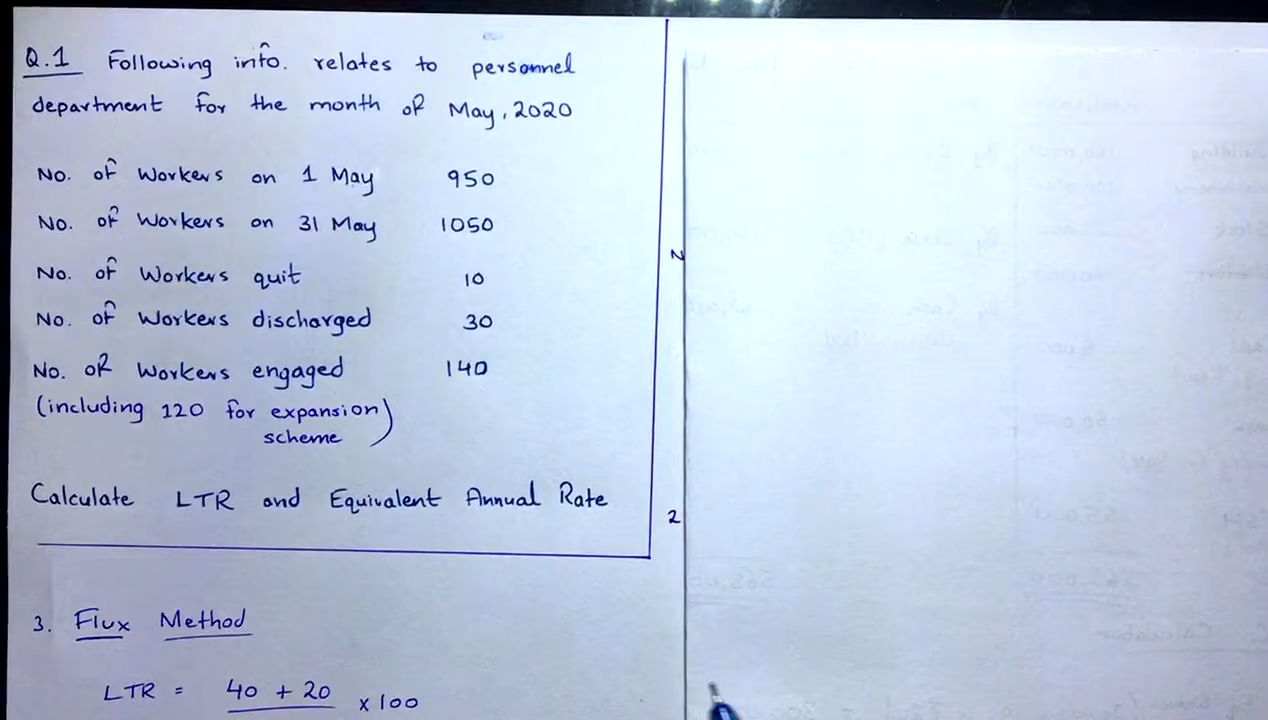 Q.1 Following info. relates to personnel
department for the month of May, 2020
No. of Workers on 1 May 950
No. of Workers on 31 May 1050
No. of Workers quit 10
No. of Workers discharged 30
No. of Workers engaged 140
(including 120 for expansion
scheme)
Calculate LTR and Equivalent Annual Rate
3. Flux Method
LTR = 40 + 20 x 100
2
2